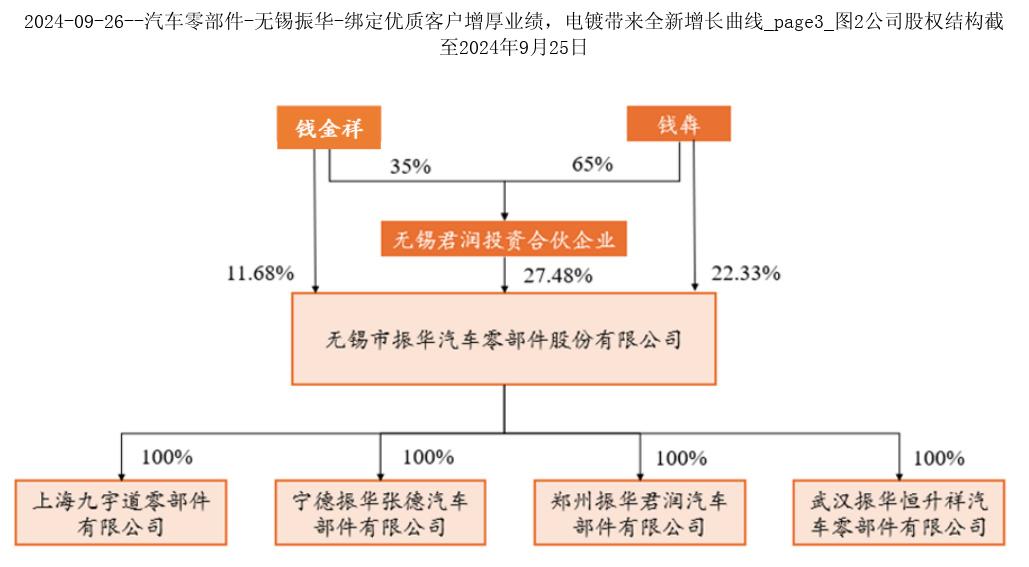 2024-09-26--汽车零部件-无锡振华-绑定优质客户增厚业绩，电镀带来全新增长曲线_page3_图2公司股权结构截
至2024年9月25日
钱金祥
钱犇
35%
65%
无锡君润投资合伙企业
11.68%
27.48%
22.33%
无锡市振华汽车零部件股份有限公司
100%
100%
100%
100%
上海九宇道零部件
有限公司
宁德振华张德汽车
部件有限公司
郑州振华君润汽车
部件有限公司
武汉振华恒升祥汽
车零部件有限公司